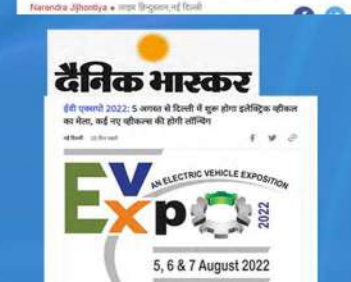 Narendra Jijhontiya • लाइव हिन्दुस्तान, नई दिल्ली
दैनिक भास्कर
ईवी एक्सपो 2022: 5 अगस्त से दिल्ली में शुरू होगा इलेक्ट्रिक व्हीकल
का मेला, कई नए व्हीकल्स की होगी लॉन्चिंग
नई दिल्ली
EV Expo 2022
AN ELECTRIC VEHICLE EXPOSITION
5, 6 & 7 August 2022